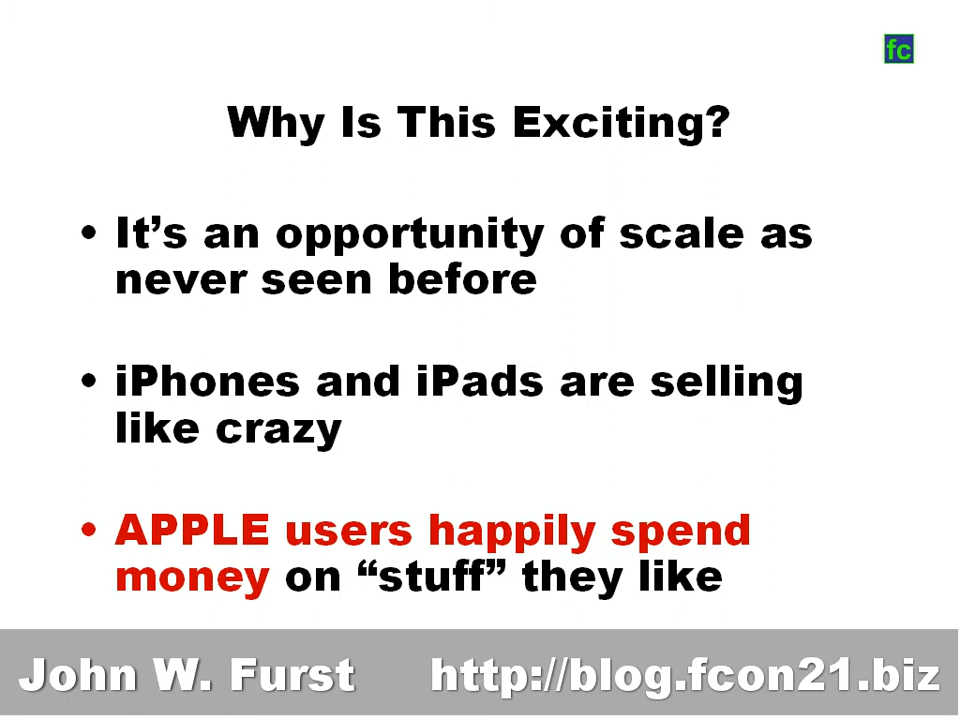 fc
Why Is This Exciting?
• It’s an opportunity of scale as
never seen before
• iPhones and iPads are selling
like crazy
• APPLE users happily spend
money on “stuff” they like
John W. Furst http://blog.fcon21.biz